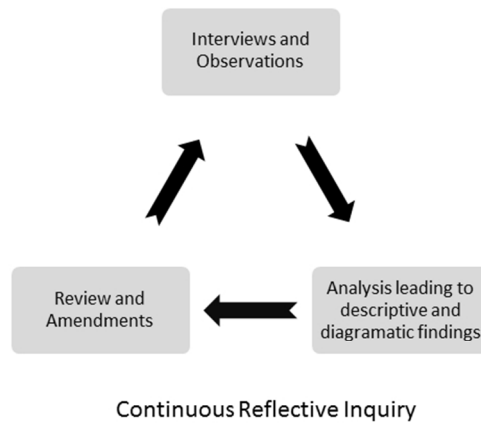 Interviews and
Observations
Review and
Amendments
Analysis leading to
descriptive and
diagramatic findings
Continuous Reflective Inquiry